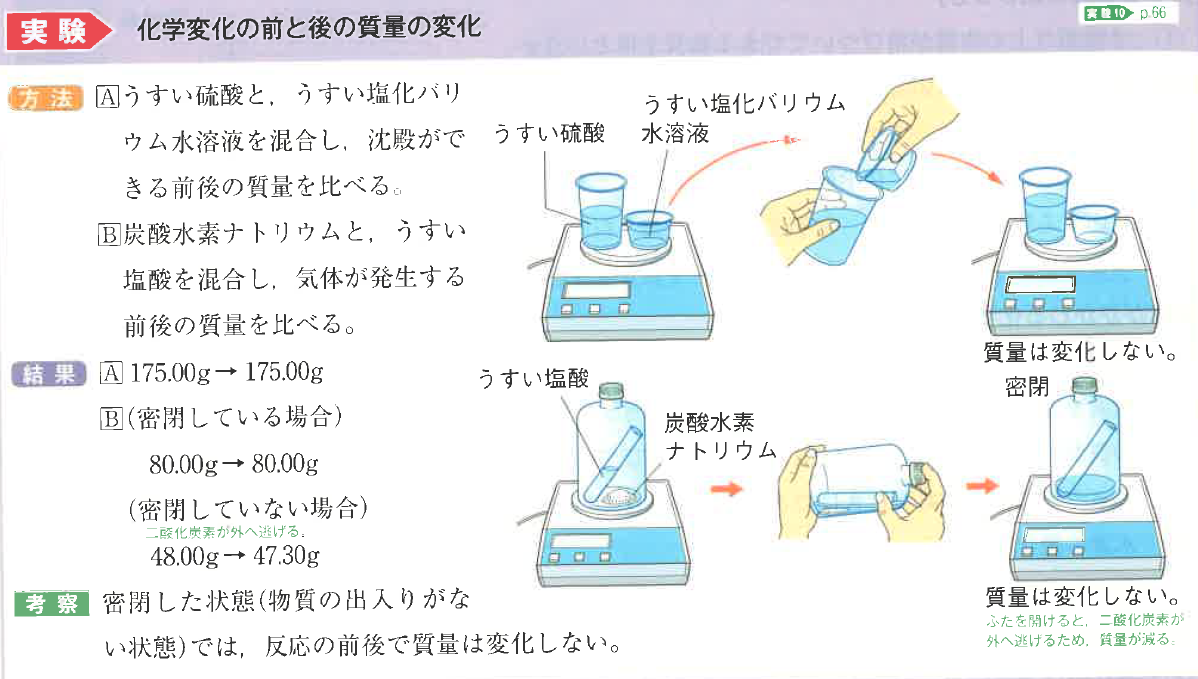 実験 化学変化の前と後の質量の変化
実験10 p.66
方法 Aうすい硫酸と，うすい塩化バリ
ウム水溶液を混合し，沈殿がで
きる前後の質量を比べる。
B炭酸水素ナトリウムと，うすい
塩酸を混合し，気体が発生する
前後の質量を比べる。
結果 A 175.00g→175.00g
B(密閉している場合)
80.00g→80.00g
(密閉していない場合)
二酸化炭素が外へ逃げる。
48.00g→47.30g
考察 密閉した状態(物質の出入りがな
い状態)では，反応の前後で質量は変化しない。
うすい硫酸
うすい塩化バリウム
水溶液
質量は変化しない。
うすい塩酸
炭酸水素
ナトリウム
密閉
質量は変化しない。
ふたを開けると，二酸化炭素が
外へ逃げるため，質量が減る。